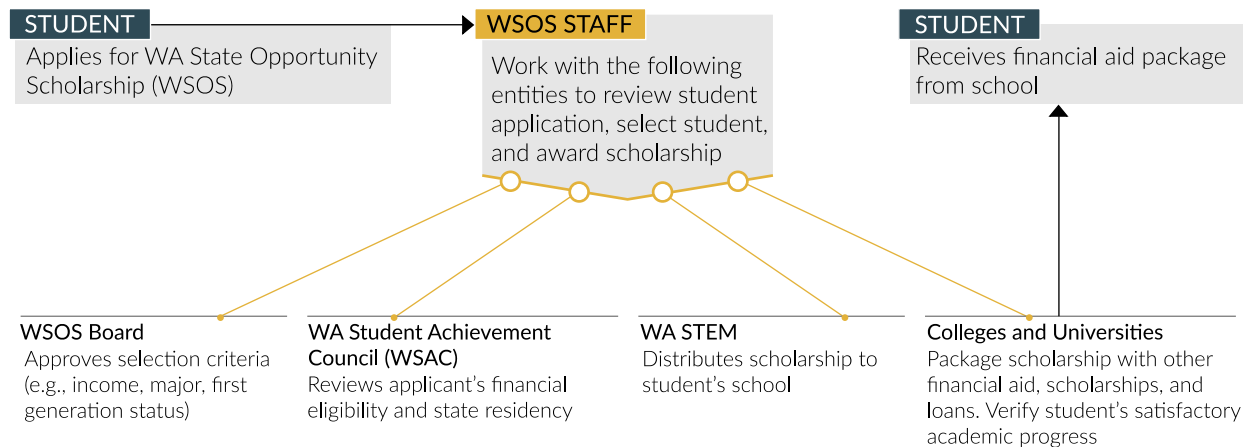 STUDENT
Applies for WA State Opportunity
Scholarship (WSOS)
WSOS STAFF
Work with the following
entities to review student
application, select student,
and award scholarship
STUDENT
Receives financial aid package
from school
WSOS Board
Approves selection criteria
(e.g., income, major, first
generation status)
WA Student Achievement
Council (WSAC)
Reviews applicant's financial
eligibility and state residency
WA STEM
Distributes scholarship to
student's school
Colleges and Universities
Package scholarship with other
financial aid, scholarships, and
loans. Verify student's satisfactory
academic progress